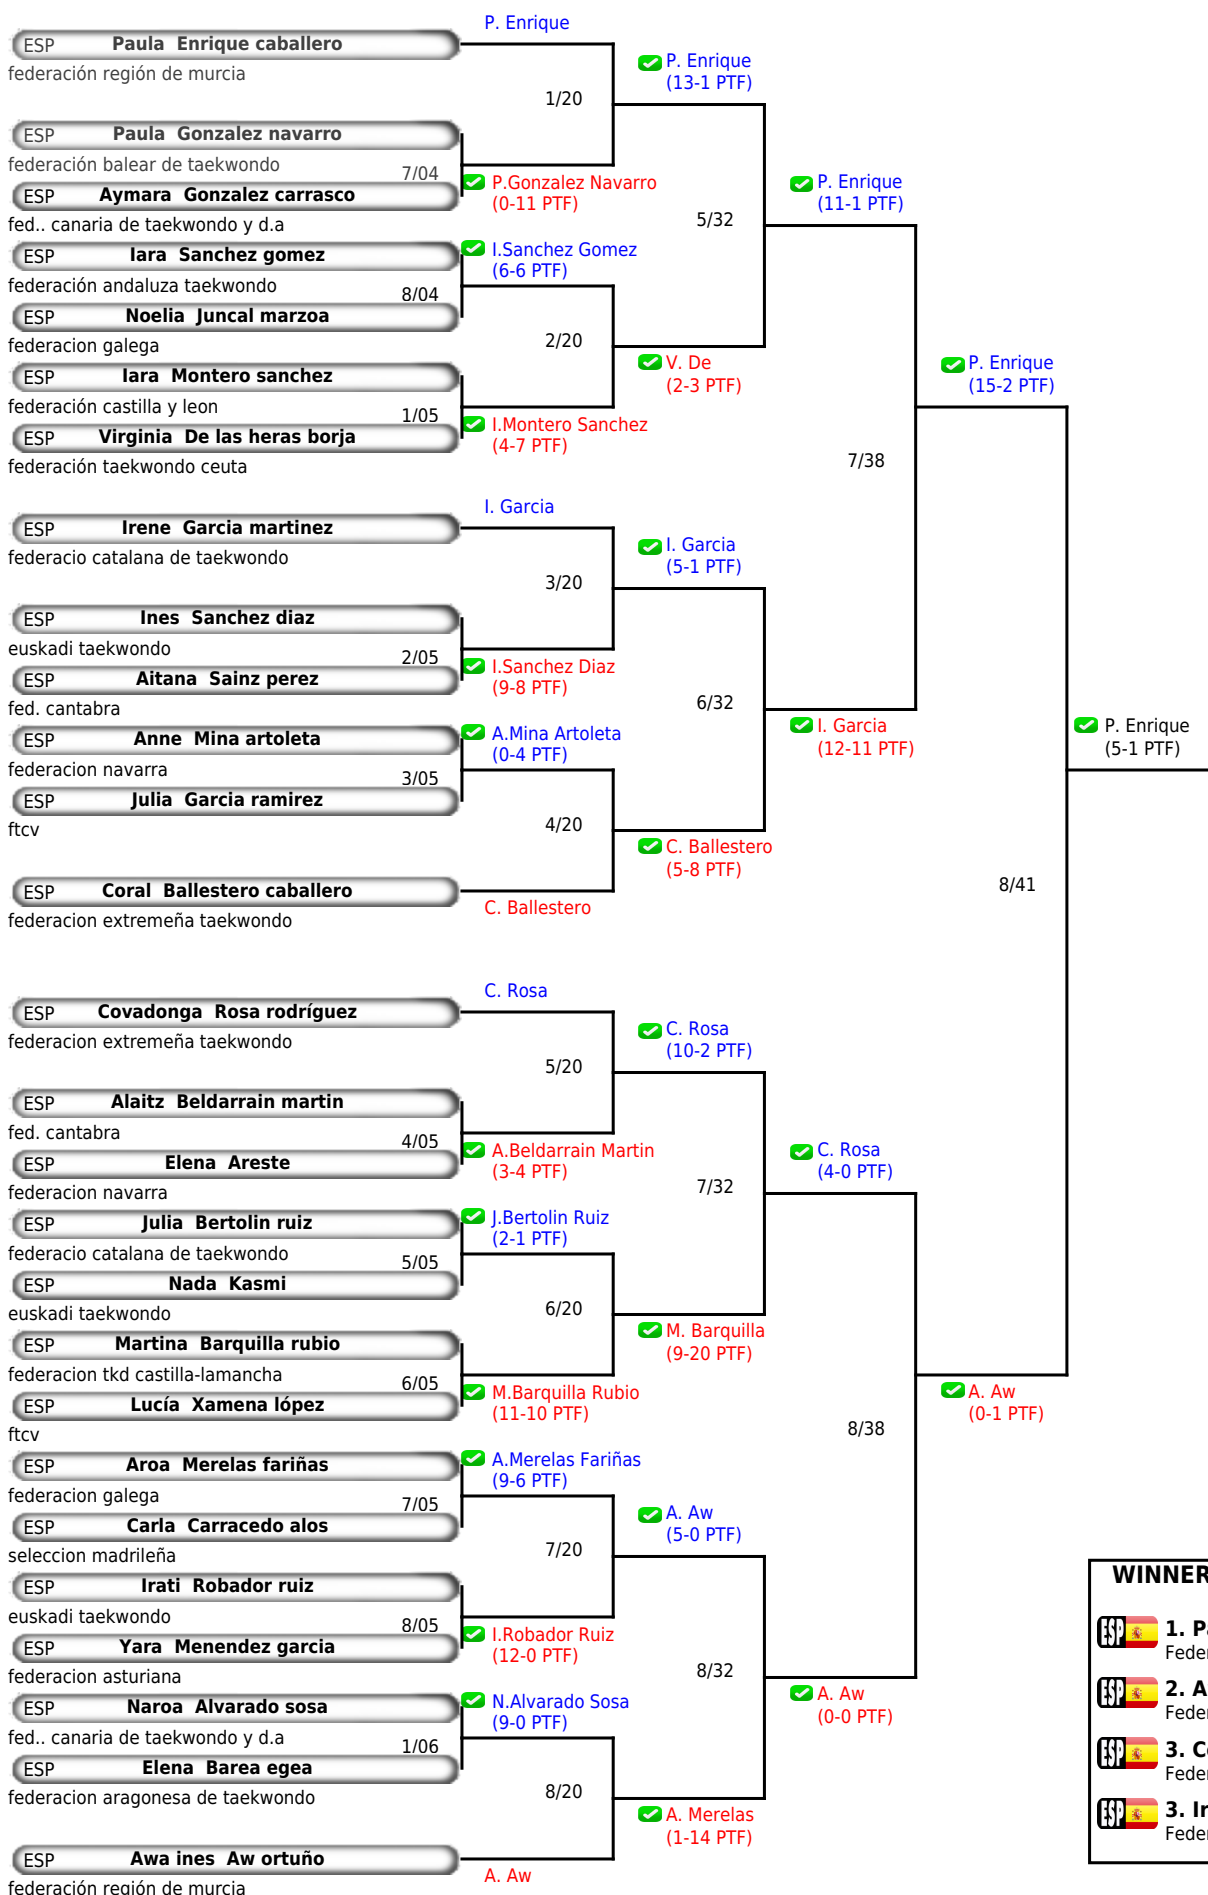 P. Enrique
ESP Paula Enrique caballero
federación región de murcia
P. Enrique
(13-1 PTF)
1/20
ESP Paula Gonzalez navarro
federación balear de taekwondo
7/04
P.Gonzalez Navarro
(0-11 PTF)
ESP Aymara Gonzalez carrasco
fed.. canaria de taekwondo y d.a
P. Enrique
(11-1 PTF)
5/32
ESP Iara Sanchez gomez
I.Sanchez Gomez
(6-6 PTF)
federación andaluza taekwondo
8/04
ESP Noelia Juncal marzoa
federacion galega
2/20
V. De
(2-3 PTF)
ESP Iara Montero sanchez
federación castilla y leon
1/05
I.Montero Sanchez
(4-7 PTF)
ESP Virginia De las heras borja
federación taekwondo ceuta
P. Enrique
(15-2 PTF)
7/38
I. Garcia
ESP Irene Garcia martinez
federacio catalana de taekwondo
I. Garcia
(5-1 PTF)
3/20
ESP Ines Sanchez diaz
euskadi taekwondo
2/05
I.Sanchez Diaz
(9-8 PTF)
ESP Aitana Sainz perez
fed. cantabra
6/32
I. Garcia
(12-11 PTF)
P. Enrique
(5-1 PTF)
ESP Anne Mina artoleta
A.Mina Artoleta
(0-4 PTF)
federacion navarra
3/05
ESP Julia Garcia ramirez
ftcv
4/20
C. Ballestero
(5-8 PTF)
ESP Coral Ballestero caballero
federacion extremeña taekwondo
C. Ballestero
8/41
C. Rosa
ESP Covadonga Rosa rodríguez
federacion extremeña taekwondo
C. Rosa
(10-2 PTF)
5/20
ESP Alaitz Beldarrain martin
fed. cantabra
4/05
A.Beldarrain Martin
(3-4 PTF)
ESP Elena Areste
federacion navarra
C. Rosa
(4-0 PTF)
7/32
ESP Julia Bertolin ruiz
J.Bertolin Ruiz
(2-1 PTF)
federacio catalana de taekwondo
5/05
ESP Nada Kasmi
euskadi taekwondo
6/20
M. Barquilla
(9-20 PTF)
ESP Martina Barquilla rubio
federacion tkd castilla-lamancha
6/05
M.Barquilla Rubio
(11-10 PTF)
ESP Lucía Xamena lópez
ftcv
A. Aw
(0-1 PTF)
8/38
ESP Aroa Merelas fariñas
A.Merelas Fariñas
(9-6 PTF)
federacion galega
7/05
ESP Carla Carracedo alos
seleccion madrileña
A. Aw
(5-0 PTF)
7/20
ESP Irati Robador ruiz
euskadi taekwondo
8/05
I.Robador Ruiz
(12-0 PTF)
ESP Yara Menendez garcia
federacion asturiana
8/32
A. Aw
(0-0 PTF)
ESP Naroa Alvarado sosa
N.Alvarado Sosa
(9-0 PTF)
fed.. canaria de taekwondo y d.a
1/06
ESP Elena Barea egea
federacion aragonesa de taekwondo
8/20
A. Merelas
(1-14 PTF)
ESP Awa ines Aw ortuño
A. Aw
federación región de murcia
WINNER
ESP 1. Pa
Feder
ESP 2. A
Feder
ESP 3. Co
Feder
ESP 3. Ir
Feder